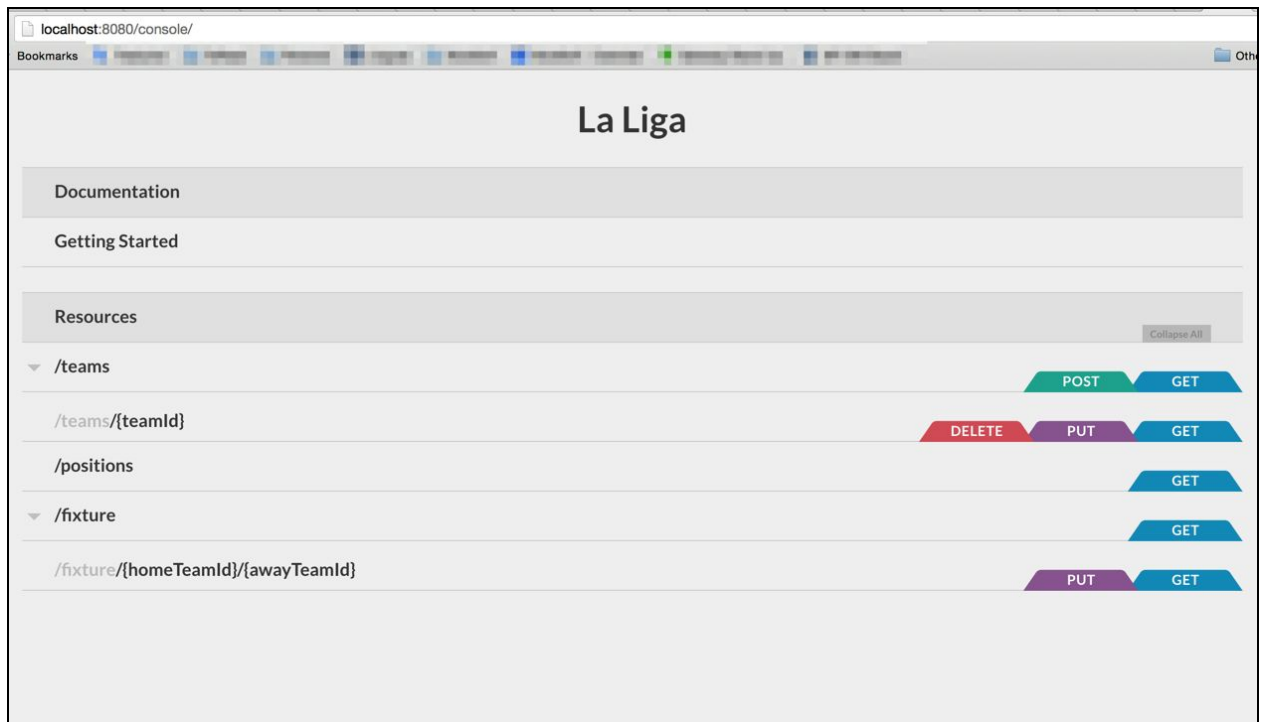 localhost:8080/console/
Bookmarks
Othe
La Liga
Documentation
Getting Started
Resources
Collapse All
/teams
POST GET
/teams/{teamId}
DELETE PUT GET
/positions
GET
/fixture
GET
/fixture/{homeTeamId}/{awayTeamId}
PUT GET